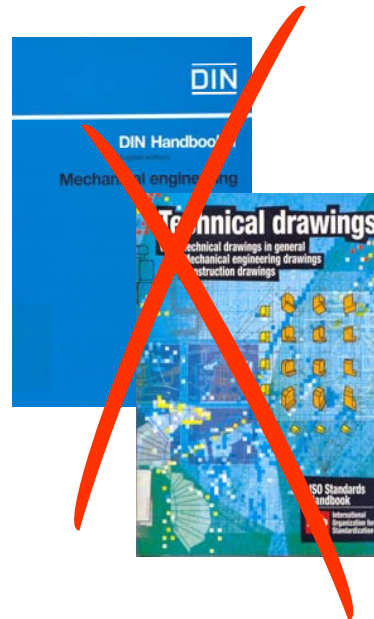 DIN
DIN Handbook
Mechanical engineering
Technical drawings
Technical drawings in general
Mechanical engineering drawings
Construction drawings
ISO Standards
Handbook
International
Organization for
Standardization